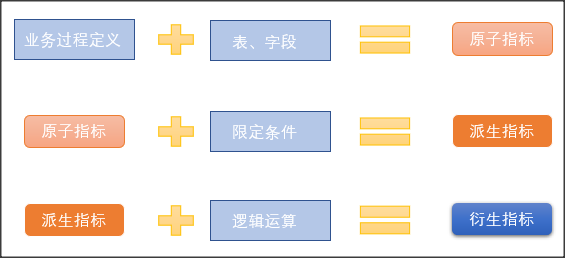 业务过程定义 表、字段 原子指标
原子指标 限定条件 派生指标
派生指标 逻辑运算 衍生指标